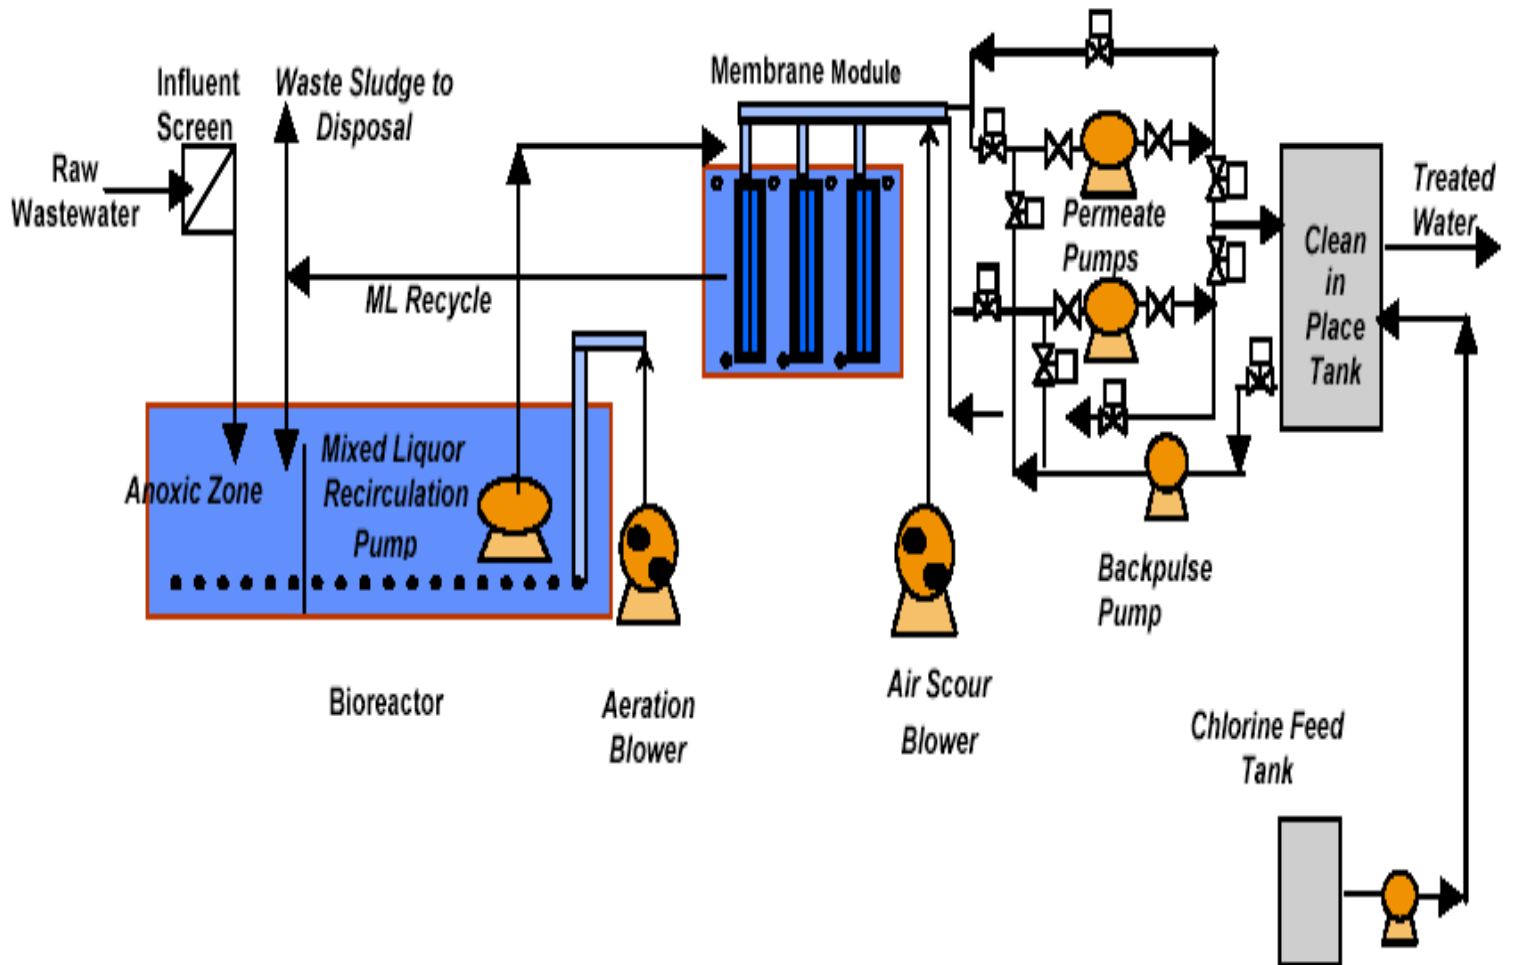 Influent
Screen
Waste Sludge to
Disposal
Membrane Module
Raw
Wastewater
ML Recycle
Permeate
Pumps
Clean
in
Place
Tank
Treated
Water
Anoxic Zone
Mixed Liquor
Recirculation
Pump
Backpulse
Pump
Bioreactor
Aeration
Blower
Air Scour
Blower
Chlorine Feed
Tank